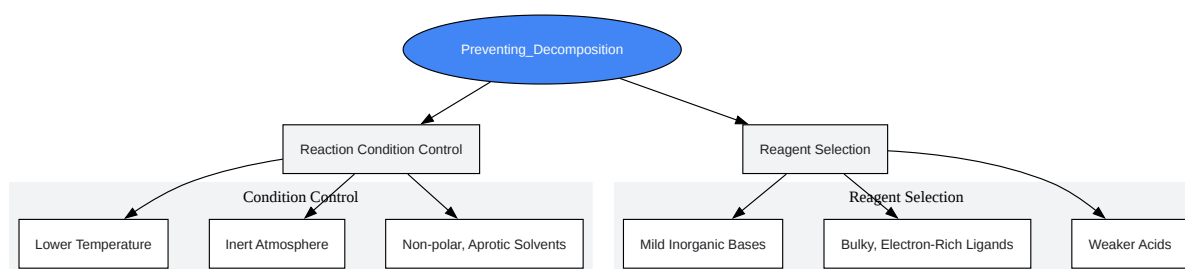 Preventing_Decomposition
Reaction Condition Control
Reagent Selection
Condition Control
Reagent Selection
Lower Temperature
Inert Atmosphere
Non-polar, Aprotic Solvents
Mild Inorganic Bases
Bulky, Electron-Rich Ligands
Weaker Acids